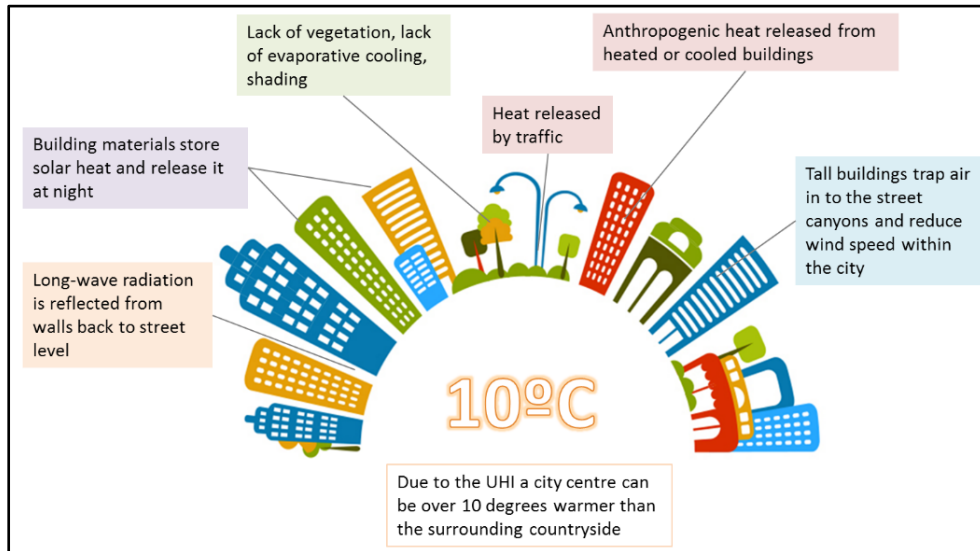 Lack of vegetation, lack
of evaporative cooling,
shading
Anthropogenic heat released from
heated or cooled buildings
Heat released
by traffic
Building materials store
solar heat and release it
at night
Tall buildings trap air
in to the street
canyons and reduce
wind speed within
the city
Long-wave radiation
is reflected from
walls back to street
level
10ºC
Due to the UHI a city centre can
be over 10 degrees warmer than
the surrounding countryside